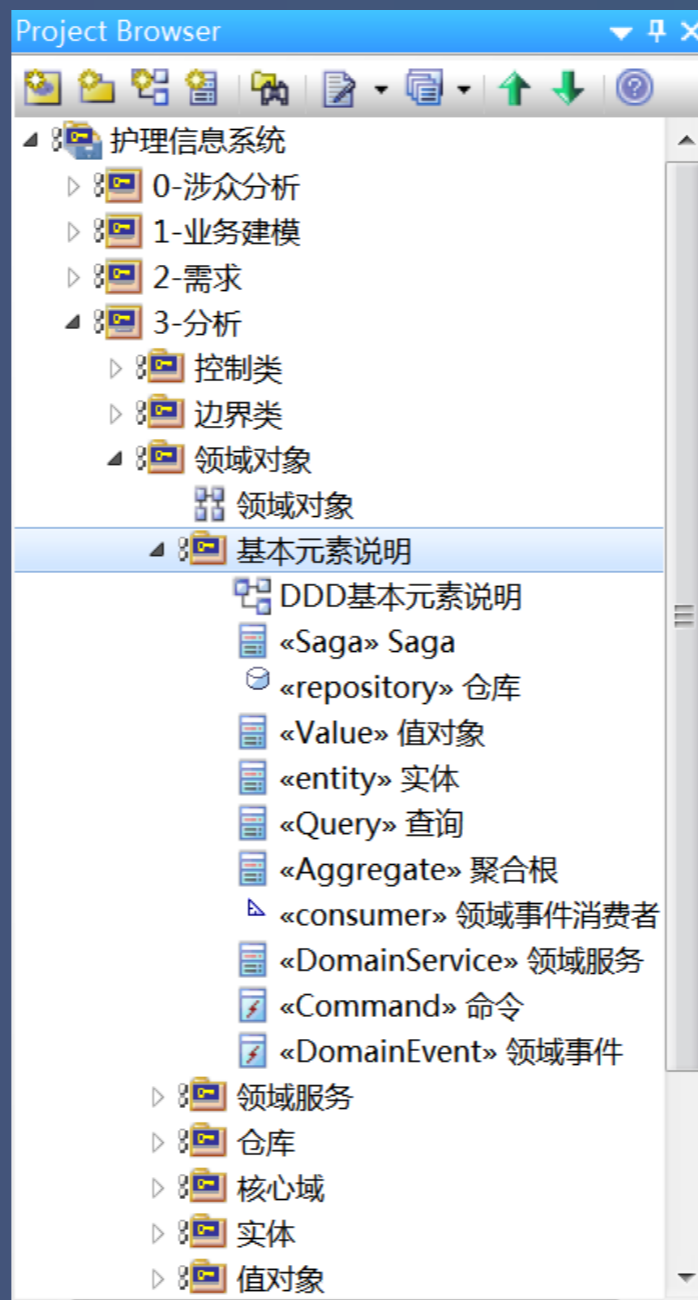 Project Browser
护理信息系统
0-涉众分析
1-业务建模
2-需求
3-分析
控制类
边界类
领域对象
领域对象
基本元素说明
DDD基本元素说明
«Saga» Saga
«repository» 仓库
«Value» 值对象
«entity» 实体
«Query» 查询
«Aggregate» 聚合根
«consumer» 领域事件消费者
«DomainService» 领域服务
«Command» 命令
«DomainEvent» 领域事件
领域服务
仓库
核心域
实体
值对象